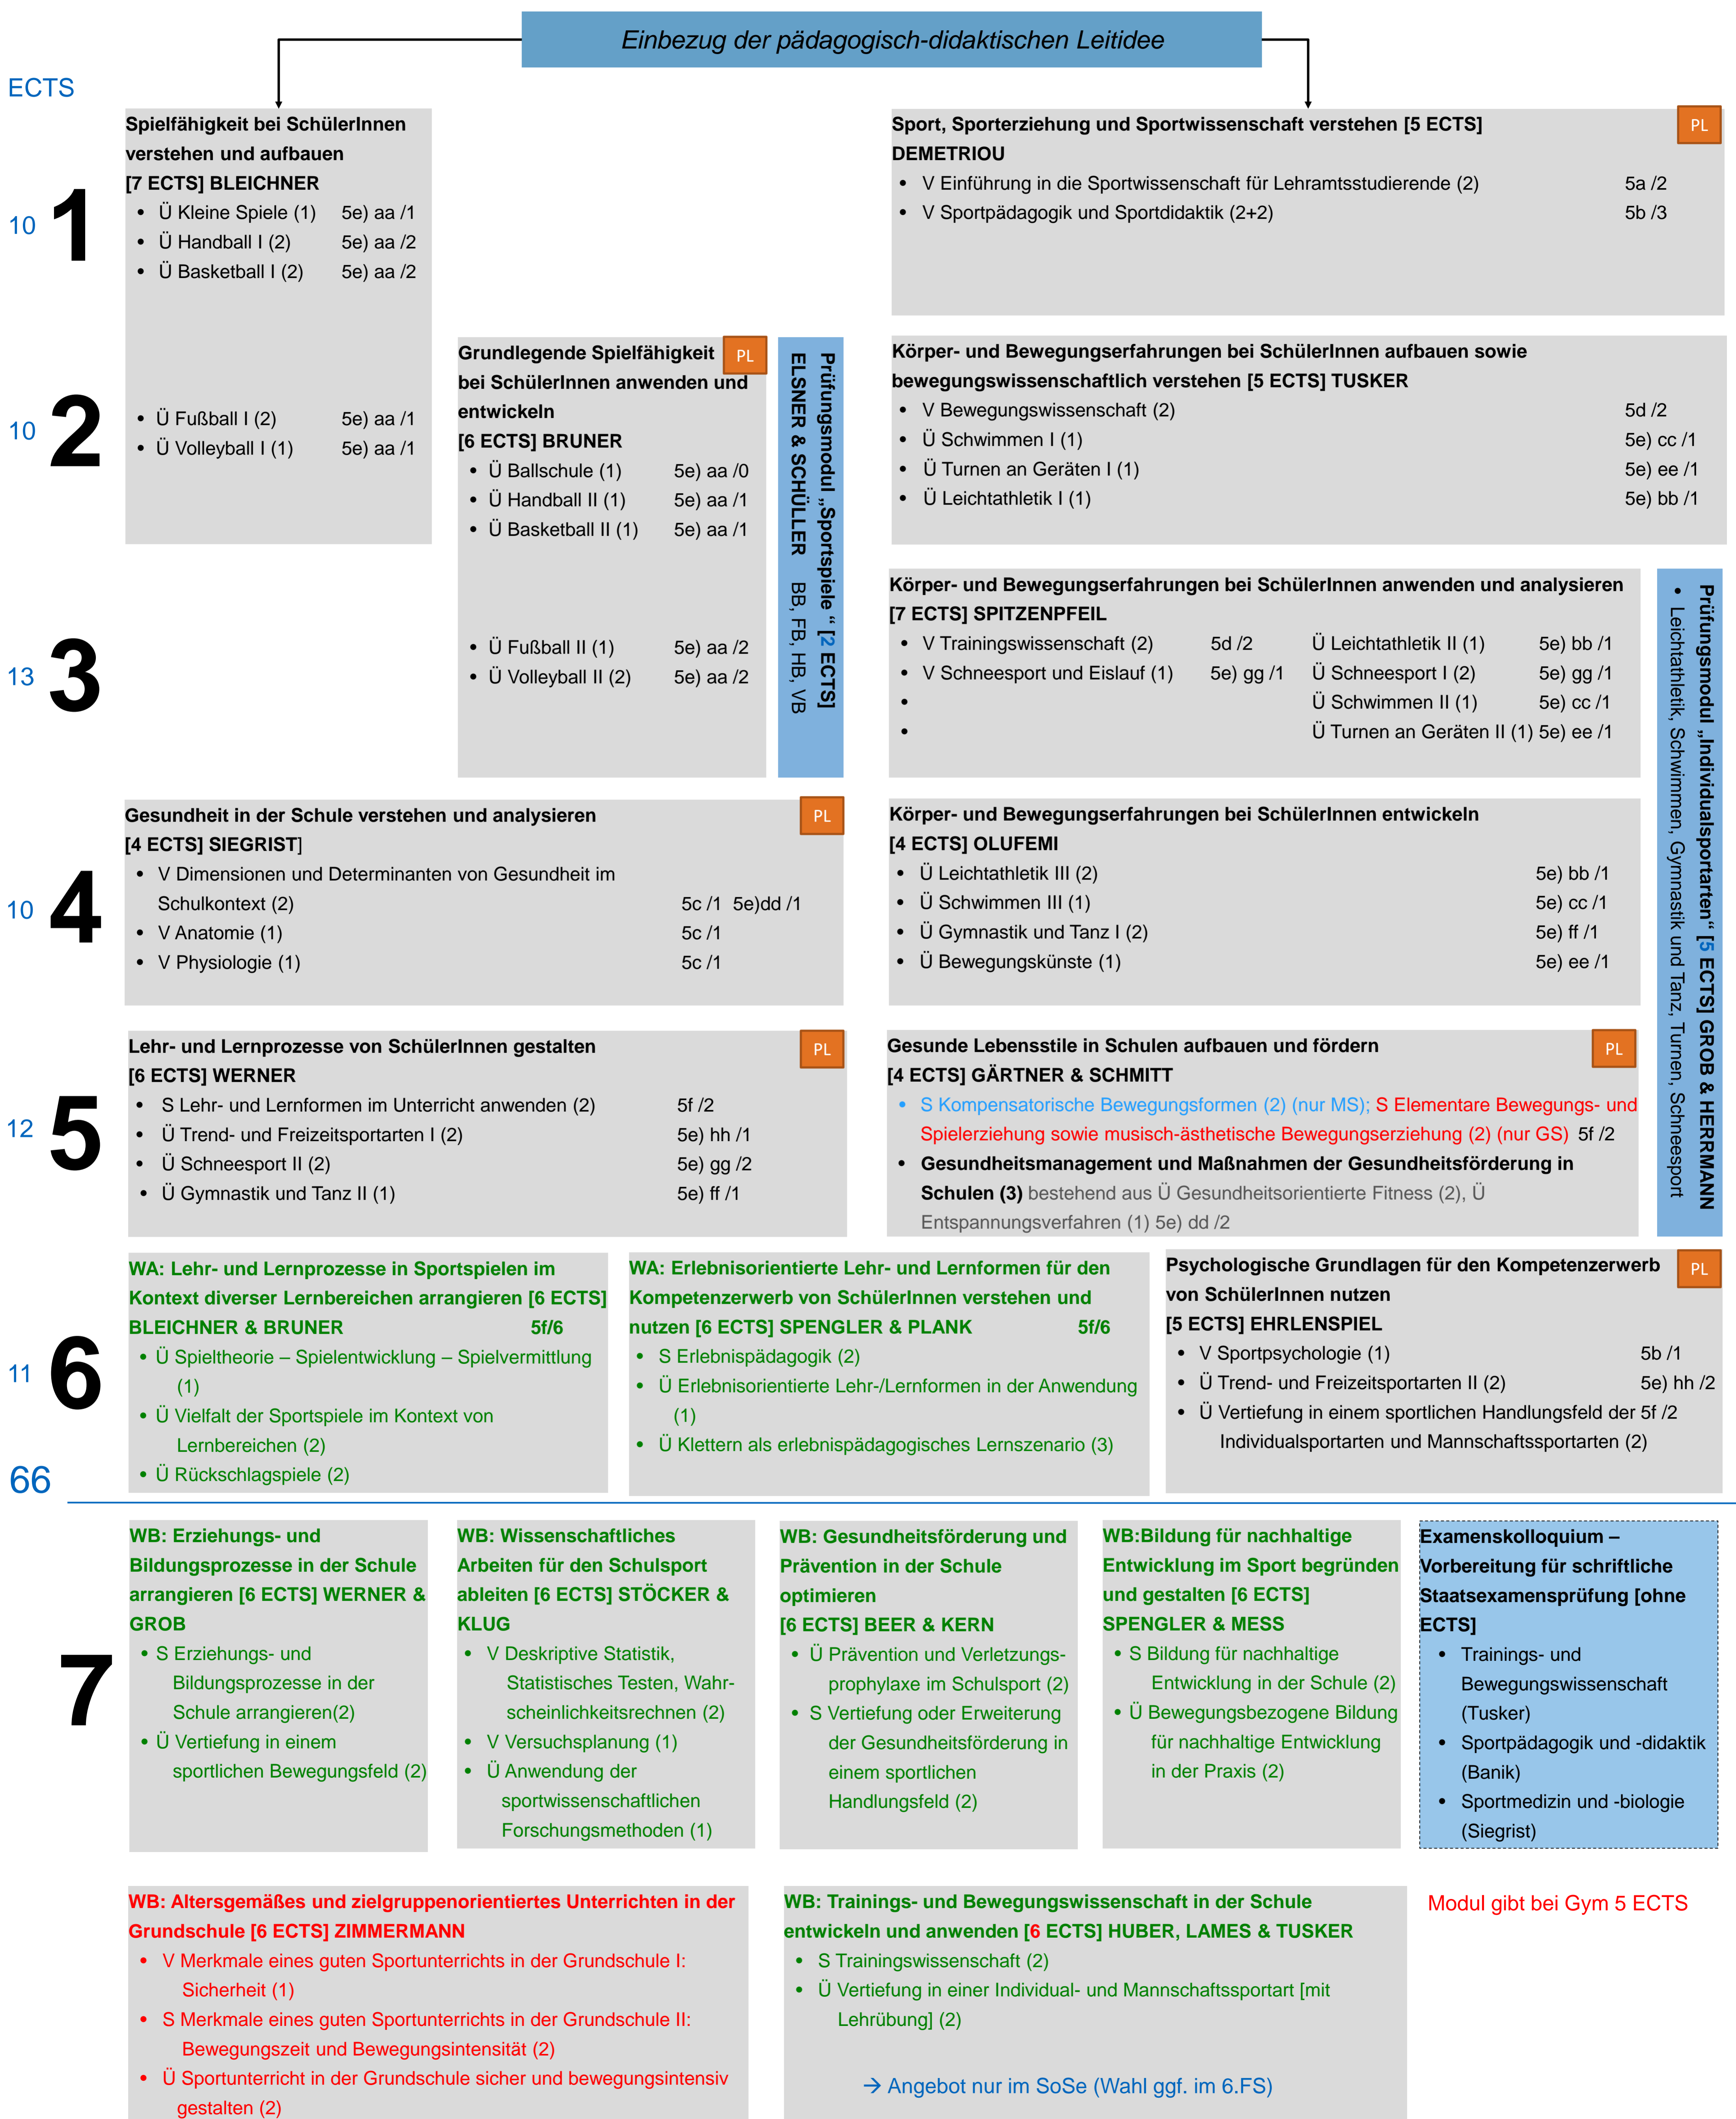 Einbezug der pädagogisch-didaktischen Leitidee
ECTS
10
1
Spielfähigkeit bei SchülerInnen
verstehen und aufbauen
[7 ECTS] BLEICHNER
• Ü Kleine Spiele (1) 5e) aa /1
• Ü Handball I (2) 5e) aa /2
• Ü Basketball I (2) 5e) aa /2
• Ü Fußball I (2) 5e) aa /1
• Ü Volleyball I (1) 5e) aa /1
Sport, Sporterziehung und Sportwissenschaft verstehen [5 ECTS]
DEMETRIOU
PL
• V Einführung in die Sportwissenschaft für Lehramtsstudierende (2) 5a /2
• V Sportpädagogik und Sportdidaktik (2+2) 5b /3
10
2
Grundlegende Spielfähigkeit
bei SchülerInnen anwenden und
entwickeln
[6 ECTS] BRUNER
PL
• Ü Ballschule (1) 5e) aa /0
• Ü Handball II (1) 5e) aa /1
• Ü Basketball II (1) 5e) aa /1
• Ü Fußball II (1) 5e) aa /2
• Ü Volleyball II (2) 5e) aa /2
Prüfungsmodul „Sportspiele “ [2 ECTS]
ELSNER & SCHÜLLER BB, FB, HB, VB
Körper- und Bewegungserfahrungen bei SchülerInnen aufbauen sowie
bewegungswissenschaftlich verstehen [5 ECTS] TUSKER
• V Bewegungswissenschaft (2) 5d /2
• Ü Schwimmen I (1) 5e) cc /1
• Ü Turnen an Geräten I (1) 5e) ee /1
• Ü Leichtathletik I (1) 5e) bb /1
13
3
Körper- und Bewegungserfahrungen bei SchülerInnen anwenden und analysieren
[7 ECTS] SPITZENPFEIL
• V Trainingswissenschaft (2) 5d /2 Ü Leichtathletik II (1) 5e) bb /1
• V Schneesport und Eislauf (1) 5e) gg /1 Ü Schneesport I (2) 5e) gg /1
• Ü Schwimmen II (1) 5e) cc /1
• Ü Turnen an Geräten II (1) 5e) ee /1
Prüfungsmodul „Individualsportarten“ [5 ECTS] GROB & HERRMANN
• Leichtathletik, Schwimmen, Gymnastik und Tanz, Turnen, Schneesport
10
4
Gesundheit in der Schule verstehen und analysieren
[4 ECTS] SIEGRIST]
PL
• V Dimensionen und Determinanten von Gesundheit im
Schulkontext (2) 5c /1 5e)dd /1
• V Anatomie (1) 5c /1
• V Physiologie (1) 5c /1
Körper- und Bewegungserfahrungen bei SchülerInnen entwickeln
[4 ECTS] OLUFEMI
• Ü Leichtathletik III (2) 5e) bb /1
• Ü Schwimmen III (1) 5e) cc /1
• Ü Gymnastik und Tanz I (2) 5e) ff /1
• Ü Bewegungskünste (1) 5e) ee /1
12
5
Lehr- und Lernprozesse von SchülerInnen gestalten
[6 ECTS] WERNER
PL
• S Lehr- und Lernformen im Unterricht anwenden (2) 5f /2
• Ü Trend- und Freizeitsportarten I (2) 5e) hh /1
• Ü Schneesport II (2) 5e) gg /2
• Ü Gymnastik und Tanz II (1) 5e) ff /1
Gesunde Lebensstile in Schulen aufbauen und fördern
[4 ECTS] GÄRTNER & SCHMITT
PL
• S Kompensatorische Bewegungsformen (2) (nur MS); S Elementare Bewegungs- und
Spielerziehung sowie musisch-ästhetische Bewegungserziehung (2) (nur GS) 5f /2
• Gesundheitsmanagement und Maßnahmen der Gesundheitsförderung in
Schulen (3) bestehend aus Ü Gesundheitsorientierte Fitness (2), Ü
Entspannungsverfahren (1) 5e) dd /2
11
6
WA: Lehr- und Lernprozesse in Sportspielen im
Kontext diverser Lernbereichen arrangieren [6 ECTS]
BLEICHNER & BRUNER 5f/6
• Ü Spieltheorie – Spielentwicklung – Spielvermittlung
(1)
• Ü Vielfalt der Sportspiele im Kontext von
Lernbereichen (2)
• Ü Rückschlagspiele (2)
WA: Erlebnisorientierte Lehr- und Lernformen für den
Kompetenzerwerb von SchülerInnen verstehen und
nutzen [6 ECTS] SPENGLER & PLANK 5f/6
• S Erlebnispädagogik (2)
• Ü Erlebnisorientierte Lehr-/Lernformen in der Anwendung
(1)
• Ü Klettern als erlebnispädagogisches Lernszenario (3)
Psychologische Grundlagen für den Kompetenzerwerb
von SchülerInnen nutzen
[5 ECTS] EHRLENSPIEL
PL
• V Sportpsychologie (1) 5b /1
• Ü Trend- und Freizeitsportarten II (2) 5e) hh /2
• Ü Vertiefung in einem sportlichen Handlungsfeld der 5f /2
Individualsportarten und Mannschaftssportarten (2)
66
7
WB: Erziehungs- und
Bildungsprozesse in der Schule
arrangieren [6 ECTS] WERNER &
GROB
• S Erziehungs- und
Bildungsprozesse in der
Schule arrangieren(2)
• Ü Vertiefung in einem
sportlichen Bewegungsfeld (2)
WB: Wissenschaftliches
Arbeiten für den Schulsport
ableiten [6 ECTS] STÖCKER &
KLUG
• V Deskriptive Statistik,
Statistisches Testen, Wahr-
scheinlichkeitsrechnen (2)
• V Versuchsplanung (1)
• Ü Anwendung der
sportwissenschaftlichen
Forschungsmethoden (1)
WB: Gesundheitsförderung und
Prävention in der Schule
optimieren
[6 ECTS] BEER & KERN
• Ü Prävention und Verletzungs-
prophylaxe im Schulsport (2)
• S Vertiefung oder Erweiterung
der Gesundheitsförderung in
einem sportlichen
Handlungsfeld (2)
WB:Bildung für nachhaltige
Entwicklung im Sport begründen
und gestalten [6 ECTS]
SPENGLER & MESS
• S Bildung für nachhaltige
Entwicklung in der Schule (2)
• Ü Bewegungsbezogene Bildung
für nachhaltige Entwicklung
in der Praxis (2)
Examenskolloquium –
Vorbereitung für schriftliche
Staatsexamensprüfung [ohne
ECTS]
• Trainings- und
Bewegungswissenschaft
(Tusker)
• Sportpädagogik und -didaktik
(Banik)
• Sportmedizin und -biologie
(Siegrist)
WB: Altersgemäßes und zielgruppenorientiertes Unterrichten in der
Grundschule [6 ECTS] ZIMMERMANN
• V Merkmale eines guten Sportunterrichts in der Grundschule I:
Sicherheit (1)
• S Merkmale eines guten Sportunterrichts in der Grundschule II:
Bewegungszeit und Bewegungsintensität (2)
• Ü Sportunterricht in der Grundschule sicher und bewegungsintensiv
gestalten (2)
WB: Trainings- und Bewegungswissenschaft in der Schule
entwickeln und anwenden [6 ECTS] HUBER, LAMES & TUSKER
• S Trainingswissenschaft (2)
• Ü Vertiefung in einer Individual- und Mannschaftssportart [mit
Lehrübung] (2)
→ Angebot nur im SoSe (Wahl ggf. im 6.FS)
Modul gibt bei Gym 5 ECTS